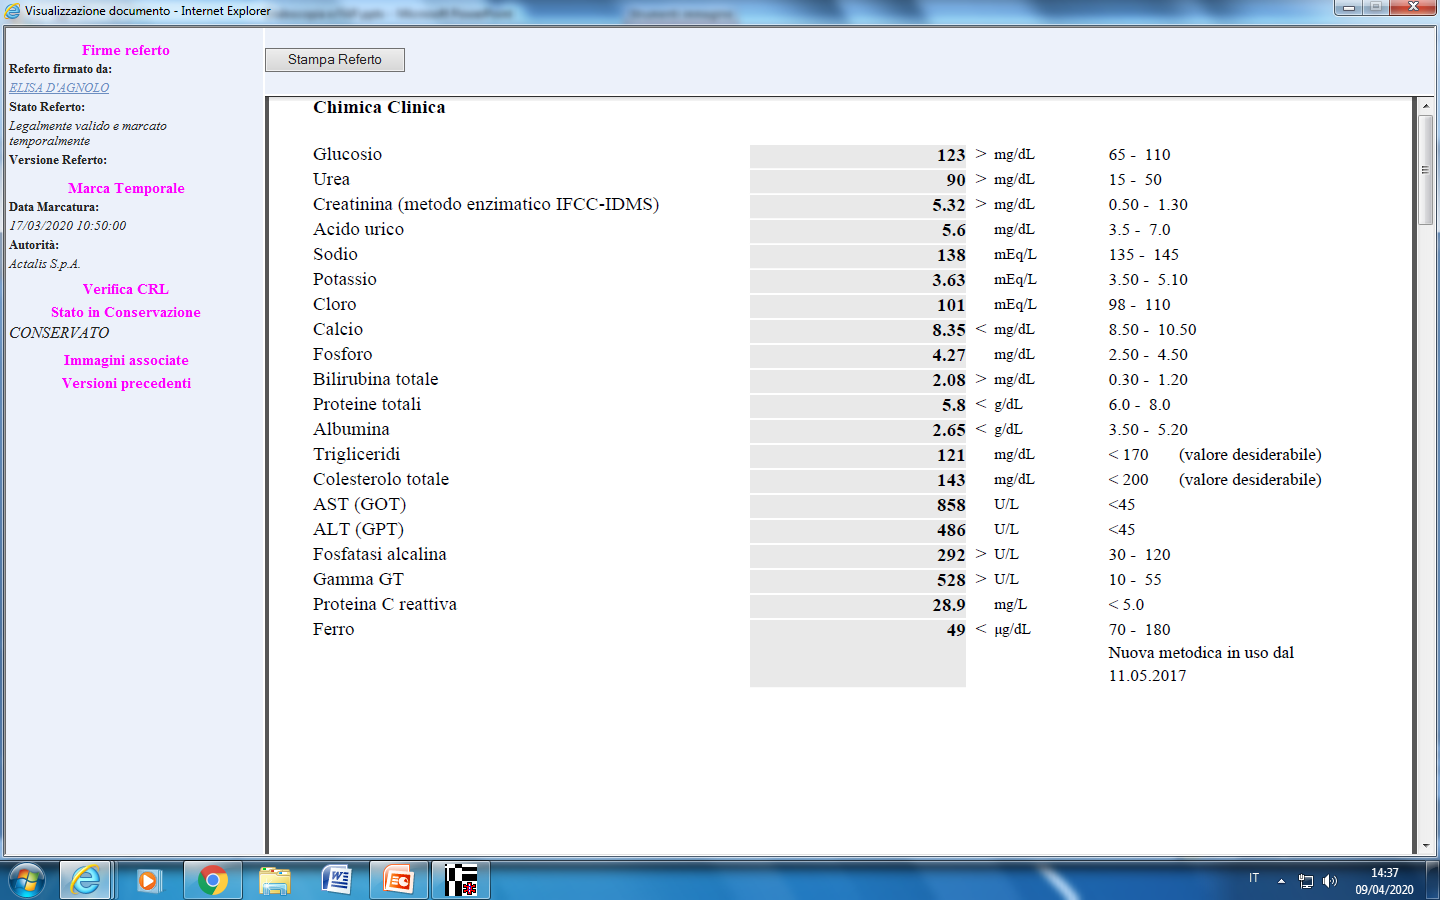 Visualizzazione documento - Internet Explorer
Firme referto
Referto firmato da:
ELISA D'AGNOLO
Stato Referto:
Legalmente valido e marcato
temporalmente
Versione Referto:
Marca Temporale
Data Marcatura:
17/03/2020 10:50:00
Autorità:
Actalis S.p.A.
Verifica CRL
Stato in Conservazione
CONSERVATO
Immagini associate
Versioni precedenti
Stampa Referto
Chimica Clinica
Glucosio 123 > mg/dL 65 - 110
Urea 90 > mg/dL 15 - 50
Creatinina (metodo enzimatico IFCC-IDMS) 5.32 > mg/dL 0.50 - 1.30
Acido urico 5.6 mg/dL 3.5 - 7.0
Sodio 138 mEq/L 135 - 145
Potassio 3.63 mEq/L 3.50 - 5.10
Cloro 101 mEq/L 98 - 110
Calcio 8.35 < mg/dL 8.50 - 10.50
Fosforo 4.27 mg/dL 2.50 - 4.50
Bilirubina totale 2.08 > mg/dL 0.30 - 1.20
Proteine totali 5.8 < g/dL 6.0 - 8.0
Albumina 2.65 < g/dL 3.50 - 5.20
Trigliceridi 121 mg/dL < 170 (valore desiderabile)
Colesterolo totale 143 mg/dL < 200 (valore desiderabile)
AST (GOT) 858 U/L <45
ALT (GPT) 486 U/L <45
Fosfatasi alcalina 292 > U/L 30 - 120
Gamma GT 528 > U/L 10 - 55
Proteina C reattiva 28.9 mg/L < 5.0
Ferro 49 < µg/dL 70 - 180
Nuova metodica in uso dal
11.05.2017
IT
14:37
09/04/2020